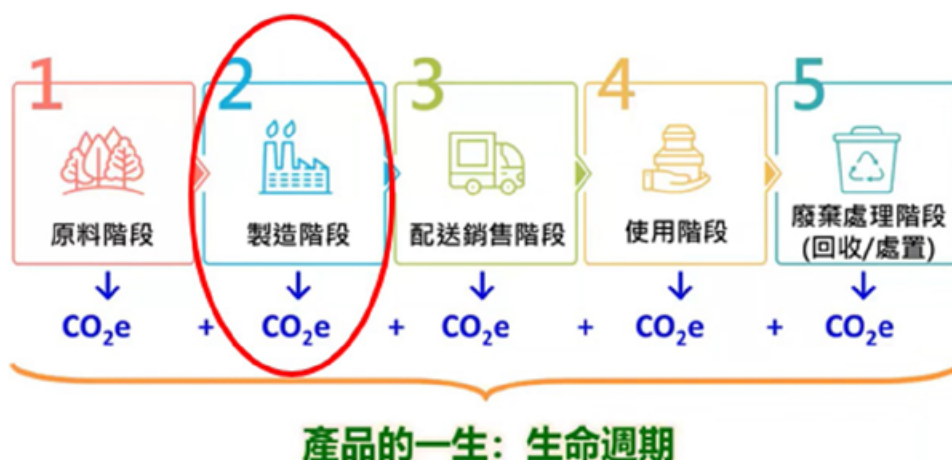 1 2 3 4 5
原料階段 製造階段 配送銷售階段 使用階段 廢棄處理階段
(回收/處置)
CO₂e + CO₂e + CO₂e + CO₂e + CO₂e
產品的一生：生命週期